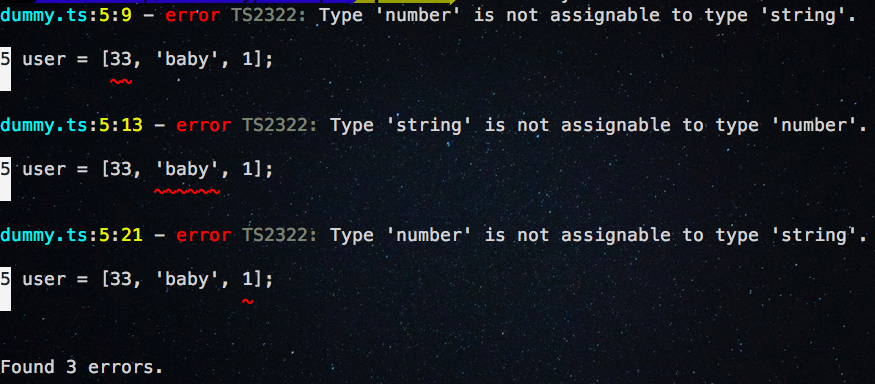 dummy.ts:5:9 - error TS2322: Type 'number' is not assignable to type 'string'.
5 user = [33, 'baby', 1];
dummy.ts:5:13 - error TS2322: Type 'string' is not assignable to type 'number'.
5 user = [33, 'baby', 1];
dummy.ts:5:21 - error TS2322: Type 'number' is not assignable to type 'string'.
5 user = [33, 'baby', 1];
Found 3 errors.